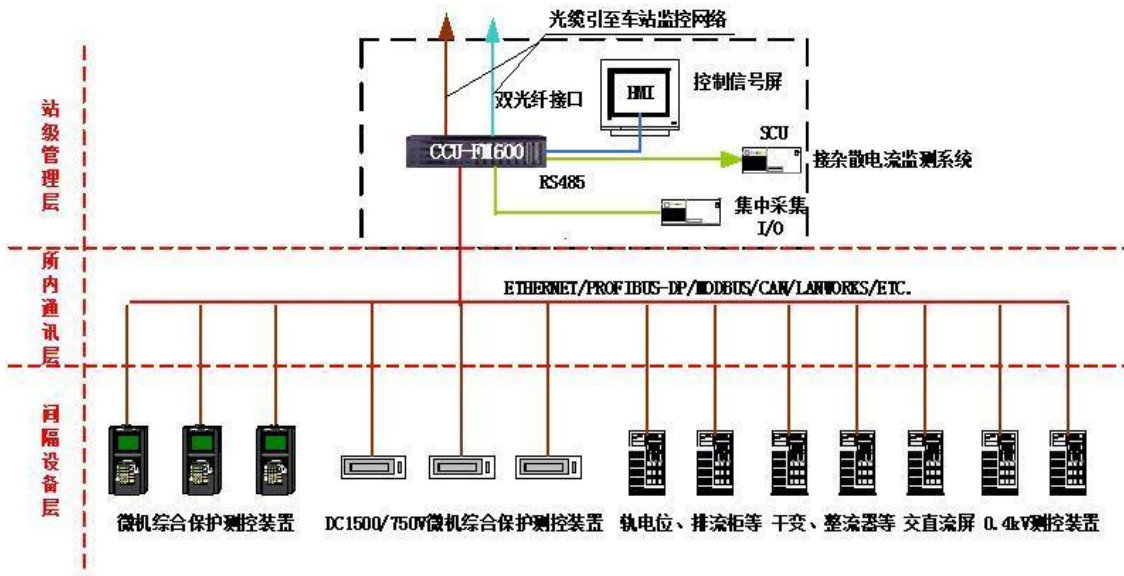 光缆引至车站监控网络
双光纤接口
HMI
控制信号屏
CCU-FM600
RS485
SCU
接杂散电流监测系统
集中采集
I/O
站级管理层
所内通讯层
ETHERNET/PROFIBUS-DP/MODBUS/CAN/LANWORKS/ETC.
间隔设备层
微机综合保护测控装置
DC1500/750V微机综合保护测控装置
轨电位、排流柜等
干变、整流器等
交直流屏
0.4kV测控装置